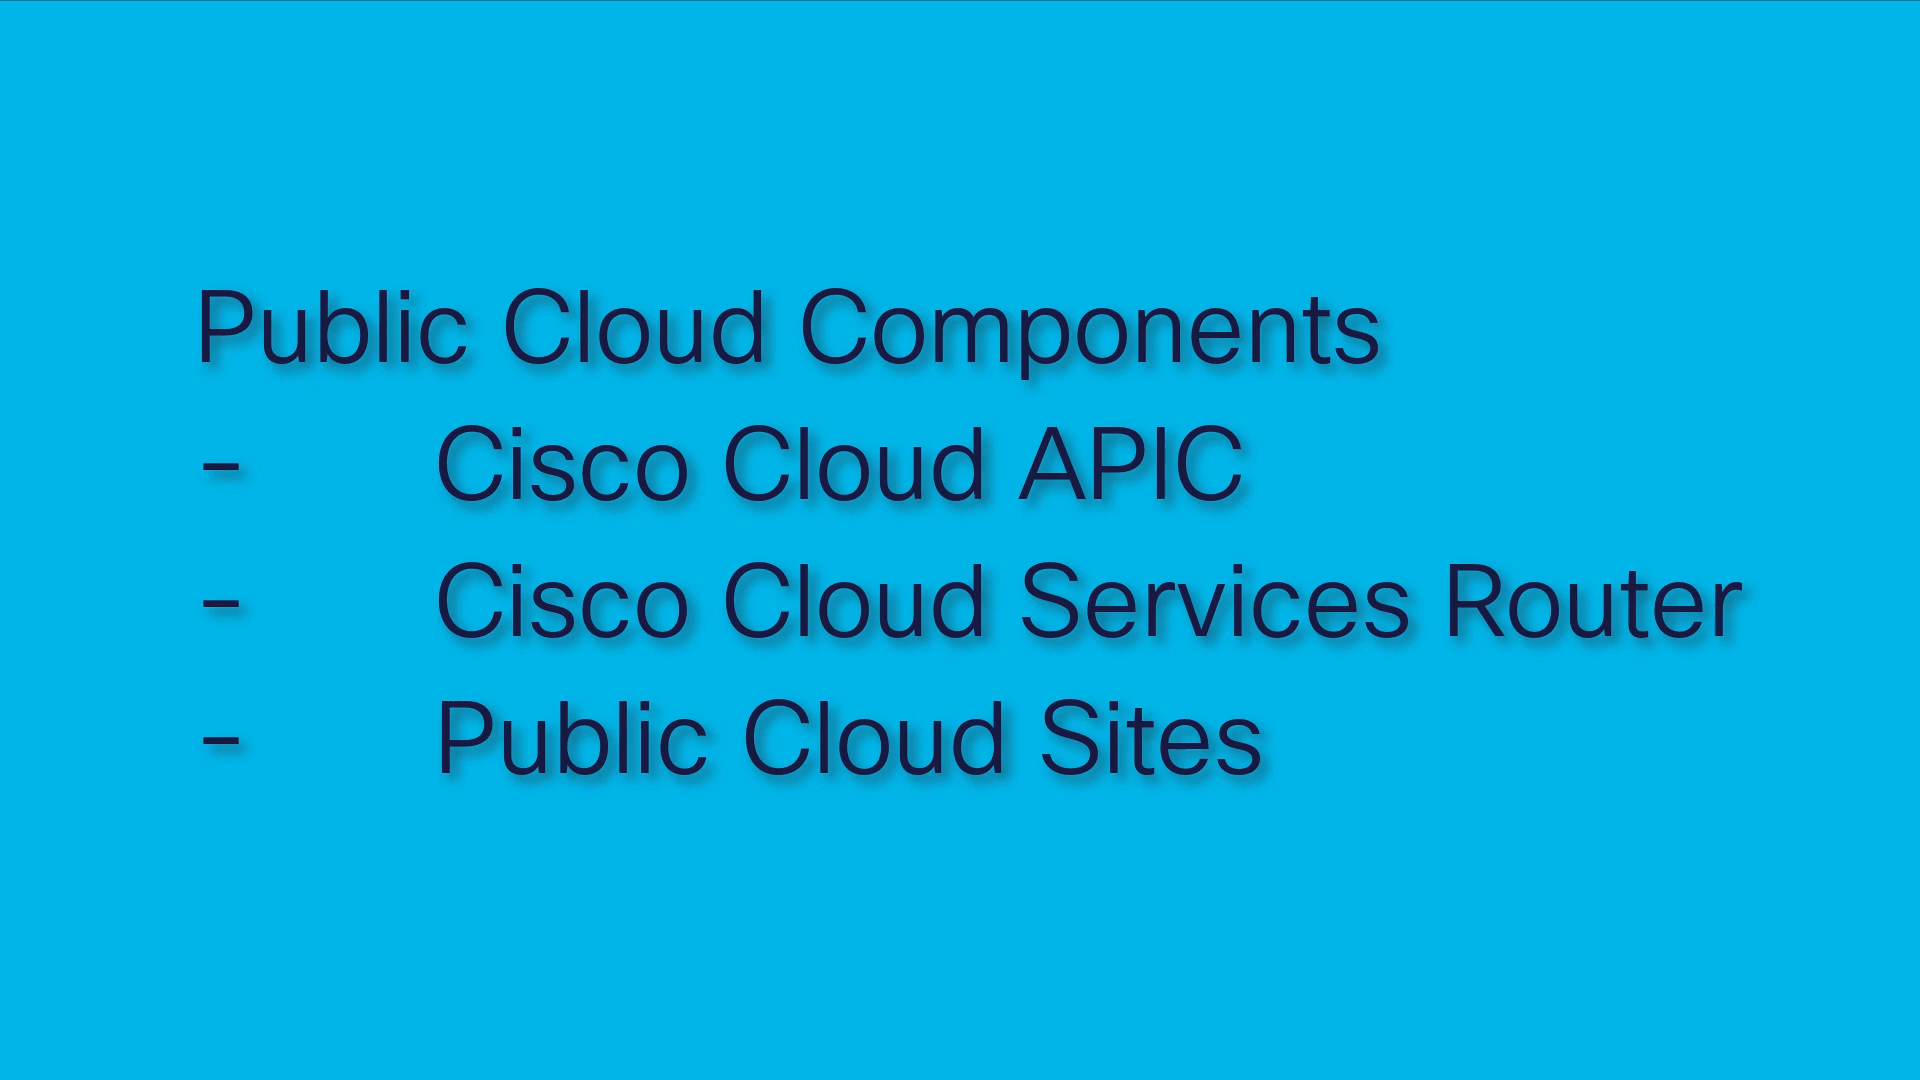 Public Cloud Components
- Cisco Cloud APIC
- Cisco Cloud Services Router
- Public Cloud Sites